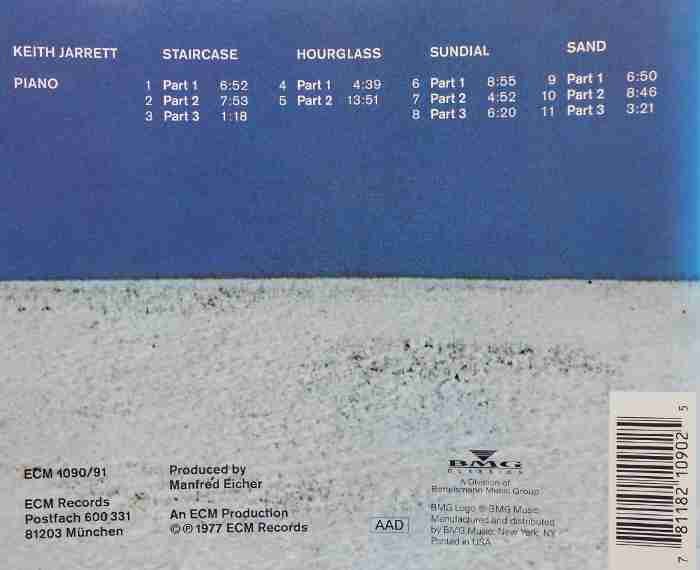 KEITH JARRETT
PIANO
STAIRCASE
1 Part 1 6:52
2 Part 2 7:53
3 Part 3 1:18
HOURGLASS
4 Part 1 4:39
5 Part 2 13:51
SUNDIAL
6 Part 1 8:55
7 Part 2 4:52
8 Part 3 6:20
SAND
9 Part 1 6:50
10 Part 2 8:46
11 Part 3 3:21
ECM 1090/91
ECM Records
Postfach 600 331
81203 München
Produced by
Manfred Eicher
An ECM Production
©℗ 1977 ECM Records
AAD
BMG
CLASSICS
A Division of
Bertelsmann Music Group
BMG Logo ® BMG Music
Manufactured and distributed
by BMG Music, New York, NY
Printed in USA
7 81182 10902 5